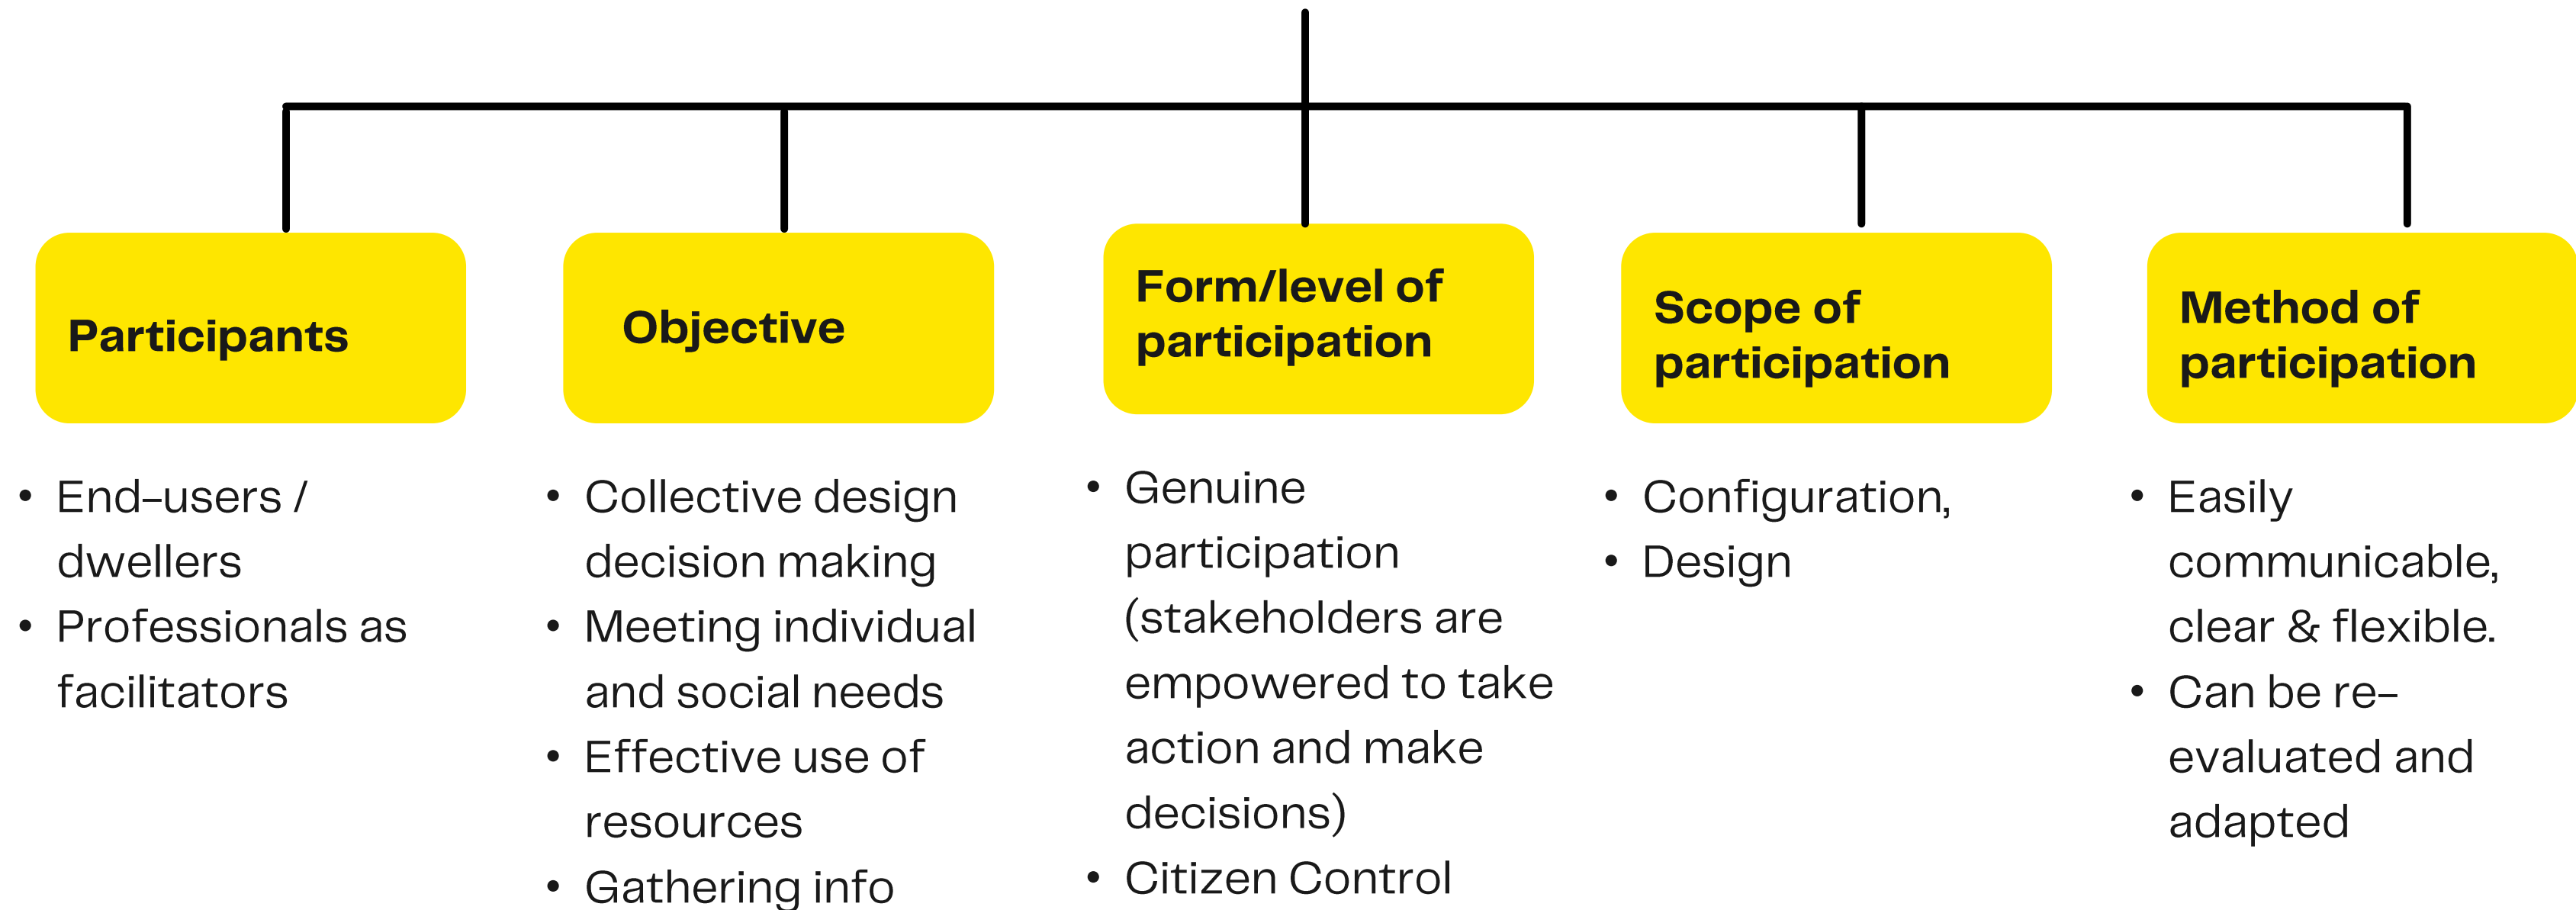 Participants
End-users /
dwellers
Professionals as
facilitators
Objective
Collective design
decision making
Meeting individual
and social needs
Effective use of
resources
Gathering info
Form/level of
participation
Genuine
participation
(stakeholders are
empowered to take
action and make
decisions)
Citizen Control
Scope of
participation
Configuration,
Design
Method of
participation
Easily
communicable,
clear & flexible.
Can be re-
evaluated and
adapted